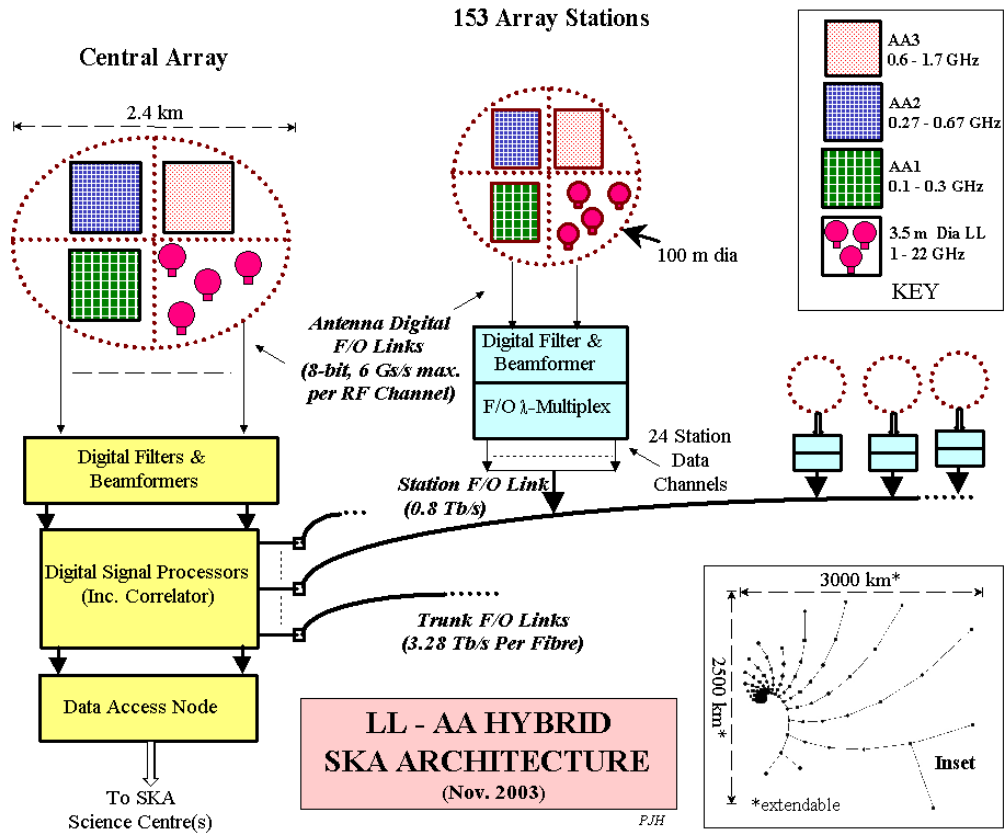 153 Array Stations
Central Array
2.4 km
AA3
0.6 - 1.7 GHz
AA2
0.27 - 0.67 GHz
AA1
0.1 - 0.3 GHz
3.5 m Dia LL
1 - 22 GHz
KEY
100 m dia
Antenna Digital
F/O Links
(8-bit, 6 Gs/s max.
per RF Channel)
Digital Filter &
Beamformer
F/O λ-Multiplex
24 Station
Data
Channels
Digital Filters &
Beamformers
Station F/O Link
(0.8 Tb/s)
Digital Signal Processors
(Inc. Correlator)
Trunk F/O Links
(3.28 Tb/s Per Fibre)
Data Access Node
To SKA
Science Centre(s)
LL - AA HYBRID
SKA ARCHITECTURE
(Nov. 2003)
PJH
3000 km*
2500 km*
Inset
*extendable